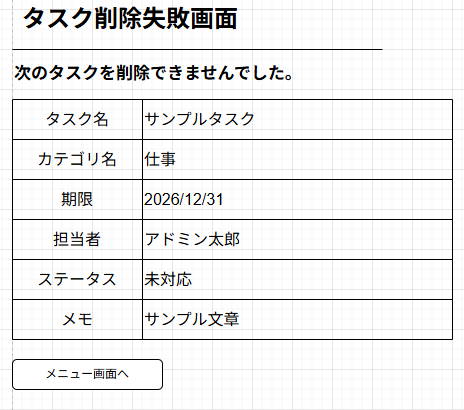 タスク削除失敗画面
次のタスクを削除できませんでした。
タスク名 サンプルタスク
カテゴリ名 仕事
期限 2026/12/31
担当者 アドミン太郎
ステータス 未対応
メモ サンプル文章
メニュー画面へ